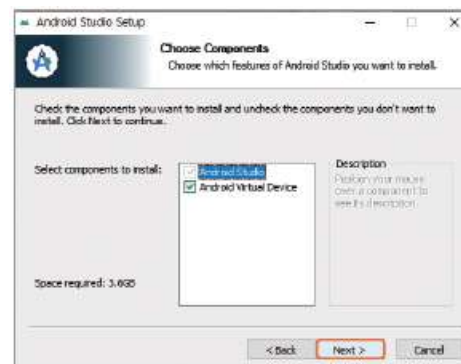 Android Studio Setup
Choose Components
Choose which features of Android Studio you want to install.
Check the components you want to install and uncheck the components you don't want to
install. Click Next to continue.
Select components to install:
Android Studio
Android Virtual Device
Description
Position your mouse
over a component to
see its description.
Space required: 3.6GB
< Back
Next >
Cancel